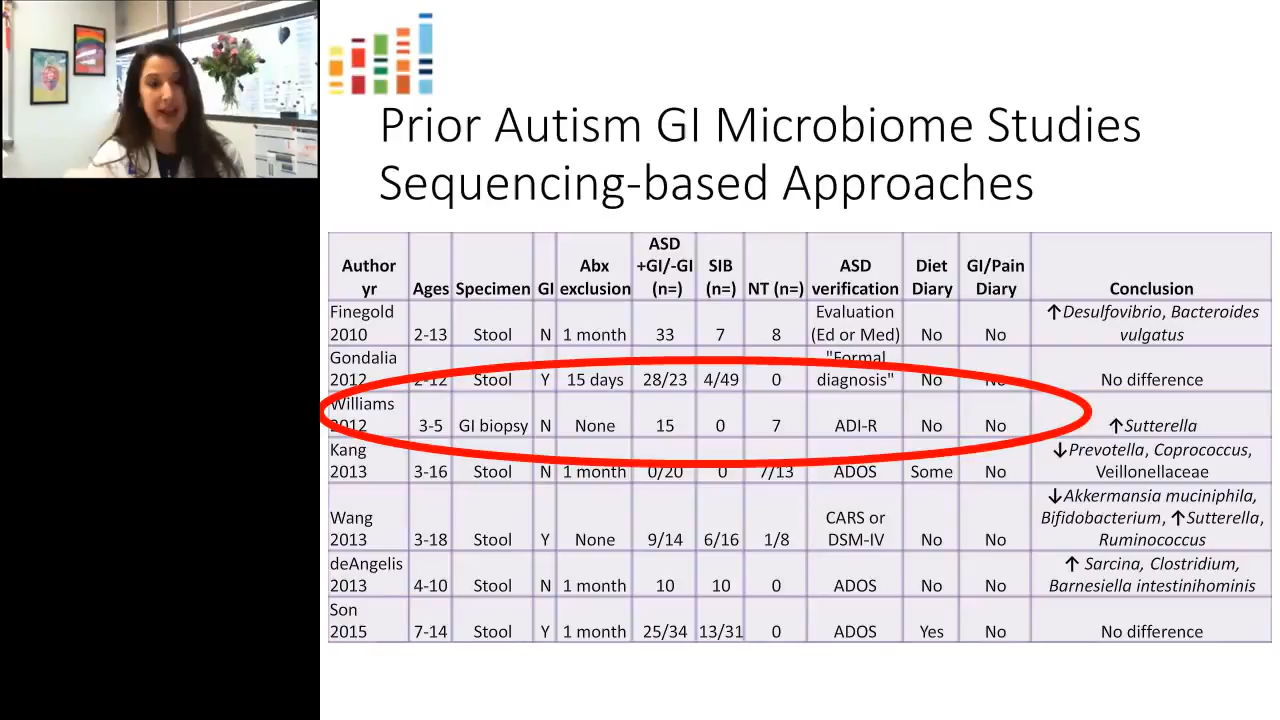 Prior Autism GI Microbiome Studies
Sequencing-based Approaches
Author yr | Ages | Specimen | GI | Abx exclusion | ASD +GI/-GI (n=) | SIB (n=) | NT (n=) | ASD verification | Diet Diary | GI/Pain Diary | Conclusion
Finegold 2010 | 2-13 | Stool | N | 1 month | 33 | 7 | 8 | Evaluation (Ed or Med) | No | No | ↑Desulfovibrio, Bacteroides vulgatus
Gondalia 2012 | 2-12 | Stool | Y | 15 days | 28/23 | 4/49 | 0 | "Formal diagnosis" | No | No | No difference
Williams 2012 | 3-5 | GI biopsy | N | None | 15 | 0 | 7 | ADI-R | No | No | ↑Sutterella
Kang 2013 | 3-16 | Stool | N | 1 month | 0/20 | 0 | 7/13 | ADOS | Some | No | ↓Prevotella, Coprococcus, Veillonellaceae
Wang 2013 | 3-18 | Stool | Y | None | 9/14 | 6/16 | 1/8 | CARS or DSM-IV | No | No | ↓Akkermansia muciniphila, Bifidobacterium, ↑Sutterella, Ruminococcus
deAngelis 2013 | 4-10 | Stool | N | 1 month | 10 | 10 | 0 | ADOS | No | No | ↑ Sarcina, Clostridium, Barnesiella intestinihominis
Son 2015 | 7-14 | Stool | Y | 1 month | 25/34 | 13/31 | 0 | ADOS | Yes | No | No difference